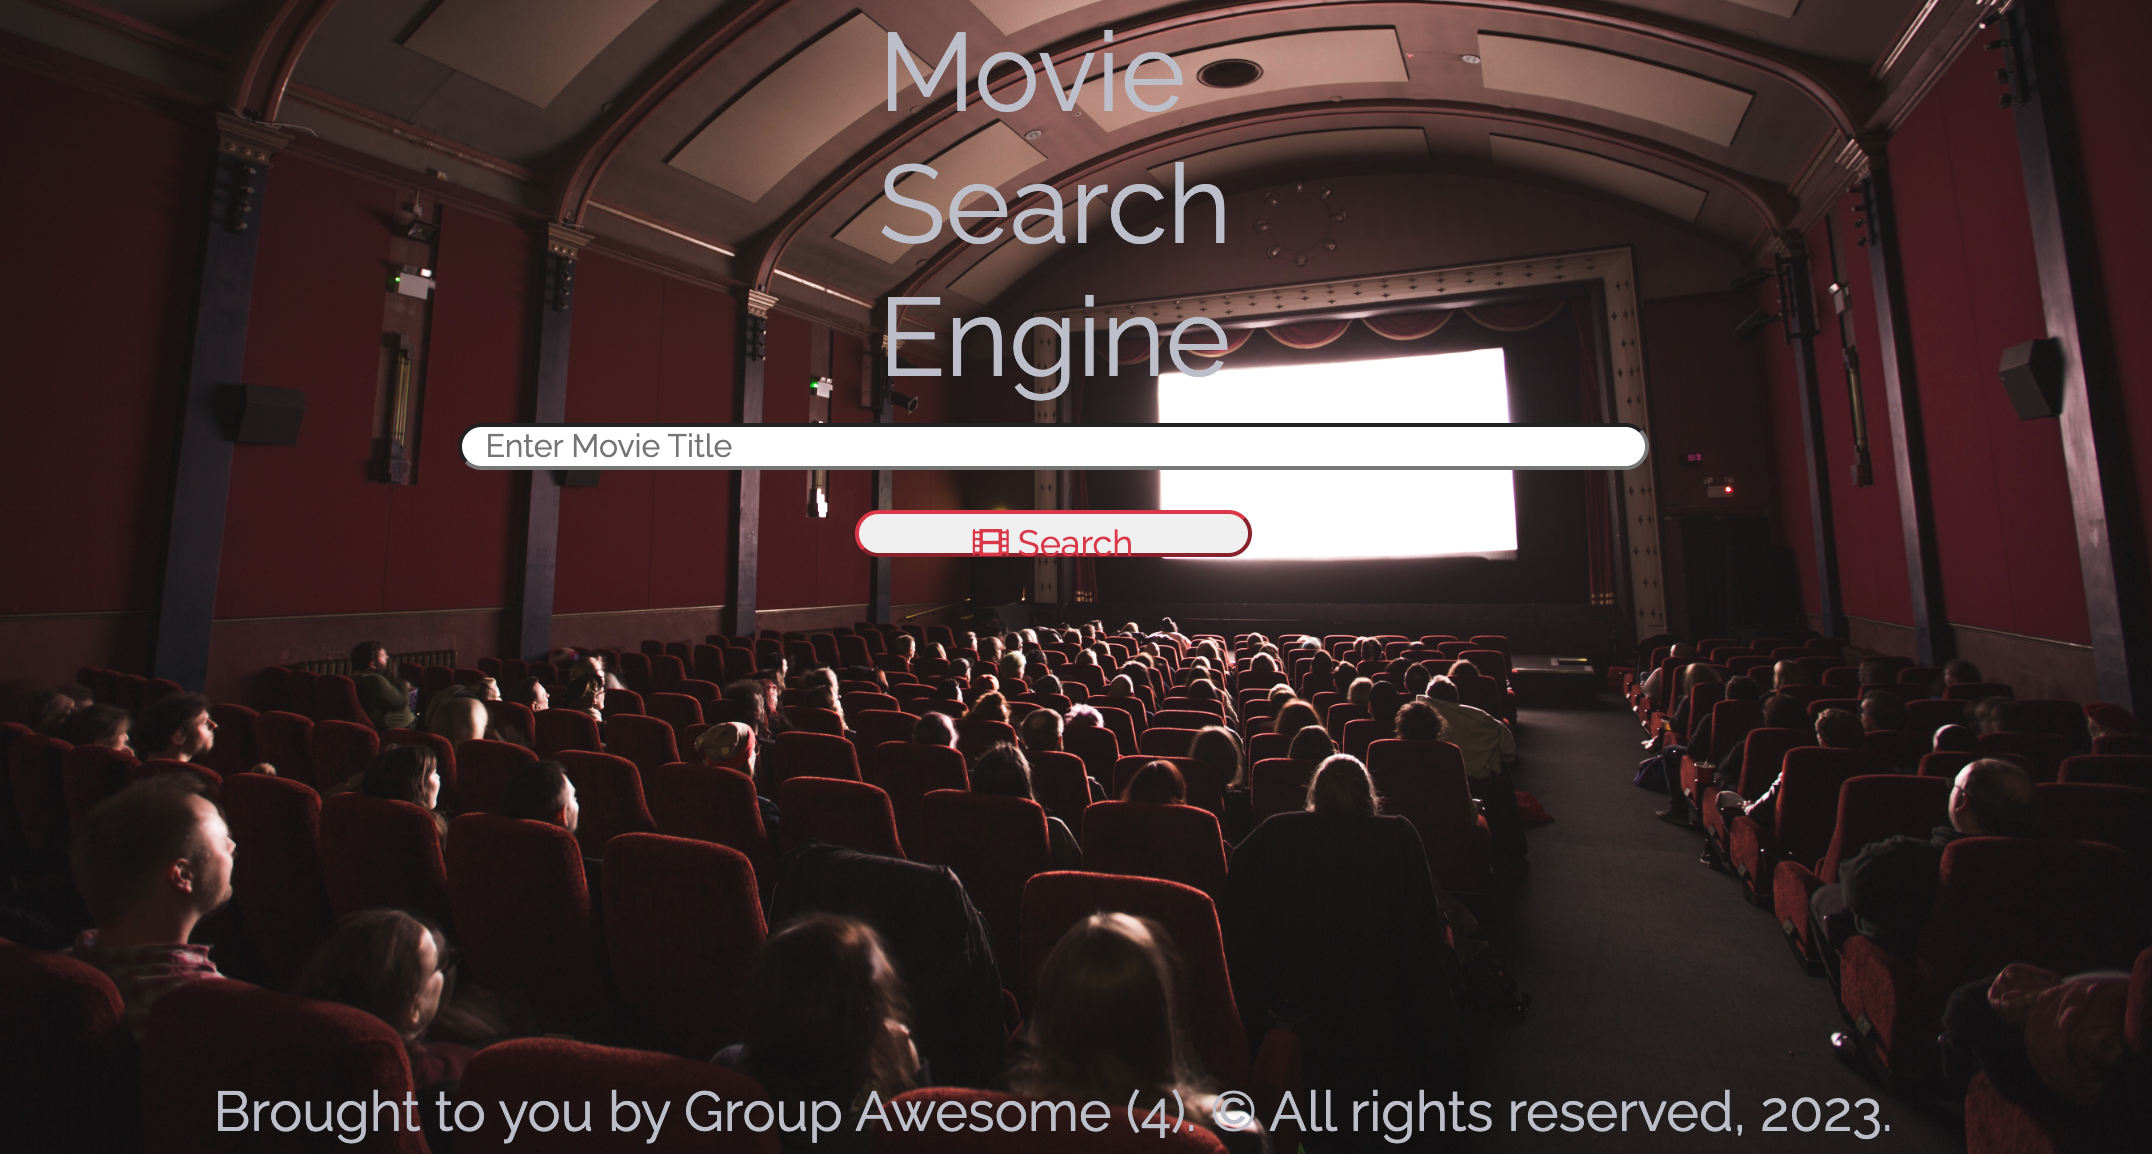 Movie
Search
Engine
Enter Movie Title
Search
Brought to you by Group Awesome (4). © All rights reserved, 2023.